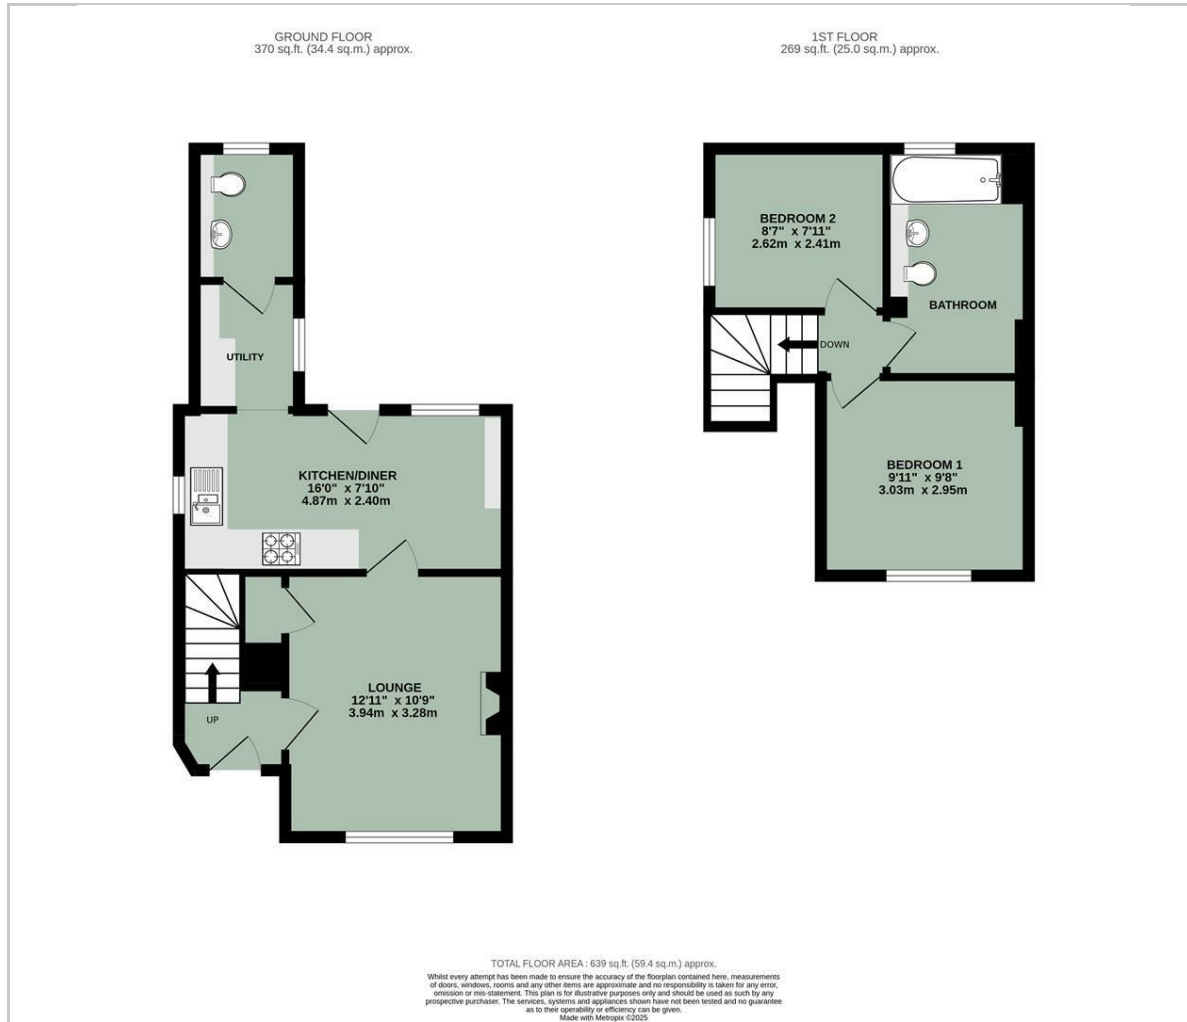 GROUND FLOOR
370 sq.ft. (34.4 sq.m.) approx.
1ST FLOOR
269 sq.ft. (25.0 sq.m.) approx.
UTILITY
KITCHEN/DINER
16'0" x 7'10"
4.87m x 2.40m
LOUNGE
12'11" x 10'9"
3.94m x 3.28m
UP
BEDROOM 2
8'7" x 7'11"
2.62m x 2.41m
BATHROOM
DOWN
BEDROOM 1
9'11" x 9'8"
3.03m x 2.95m
TOTAL FLOOR AREA : 639 sq.ft. (59.4 sq.m.) approx.
Whilst every attempt has been made to ensure the accuracy of the floorplan contained here, measurements
of doors, windows, rooms and any other items are approximate and no responsibility is taken for any error,
omission or mis-statement. This plan is for illustrative purposes only and should be used as such by any
prospective purchaser. The services, systems and appliances shown have not been tested and no guarantee
as to their operability or efficiency can be given.
Made with Metropix ©2025